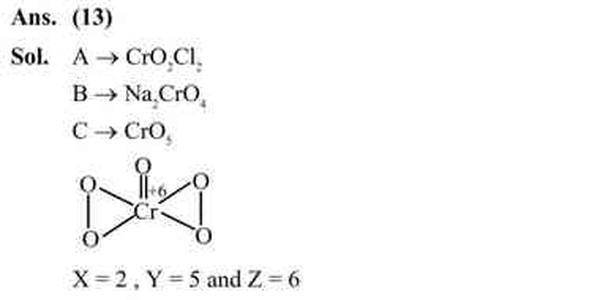 Ans. (13)
Sol. A → CrO₂Cl₂
B → Na₂CrO₄
C → CrO₅
O
O +6 O
Cr
O O
X = 2 , Y = 5 and Z = 6